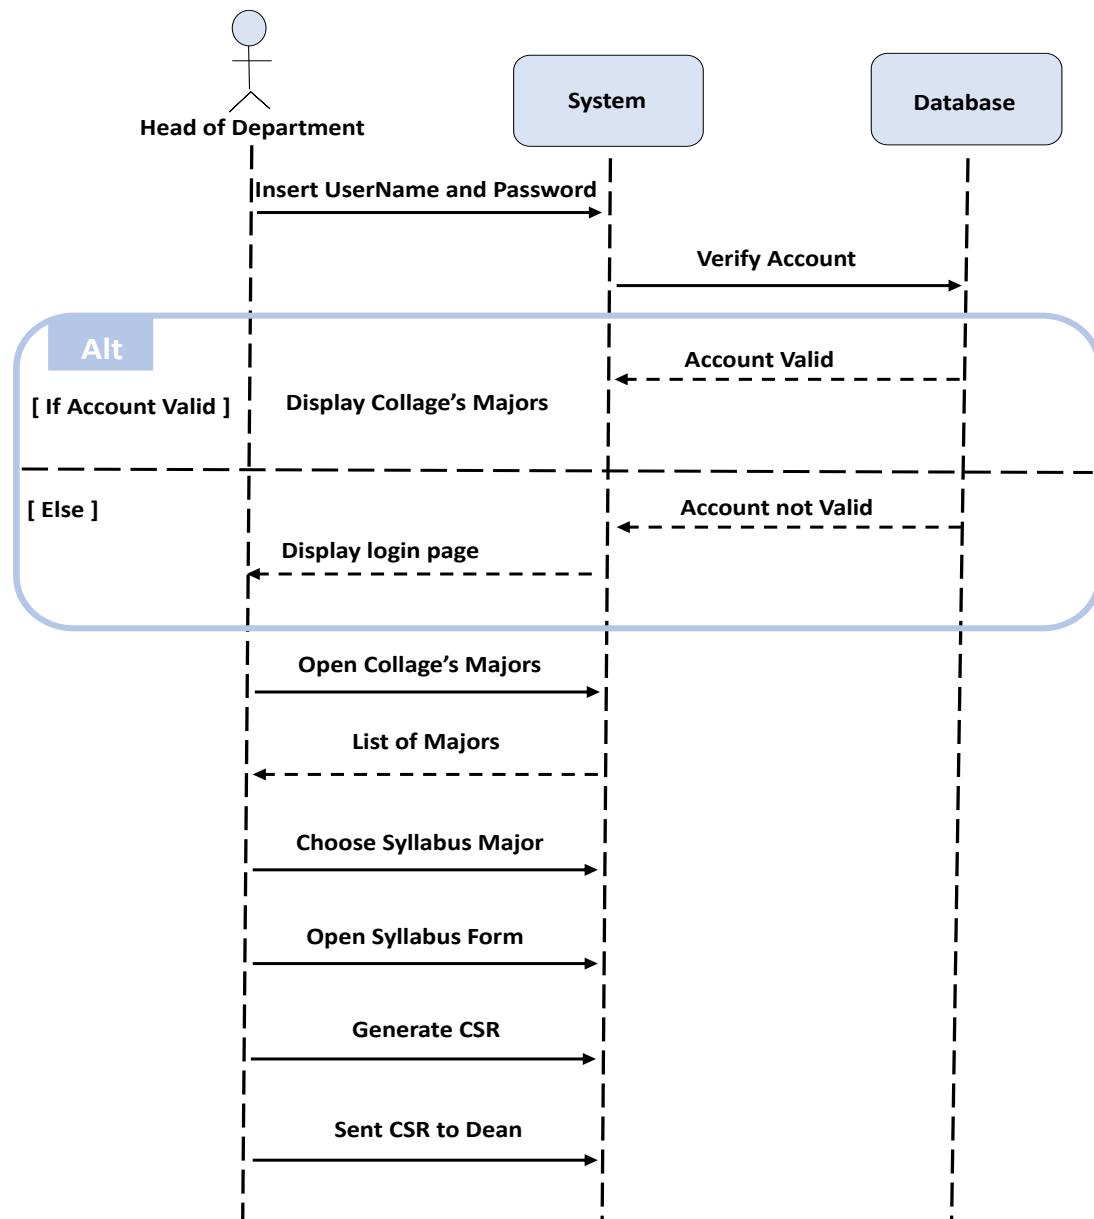 Head of Department
System
Database
Insert UserName and Password
Verify Account
Alt
Account Valid
[ If Account Valid ]
Display Collage's Majors
[ Else ]
Account not Valid
Display login page
Open Collage's Majors
List of Majors
Choose Syllabus Major
Open Syllabus Form
Generate CSR
Sent CSR to Dean